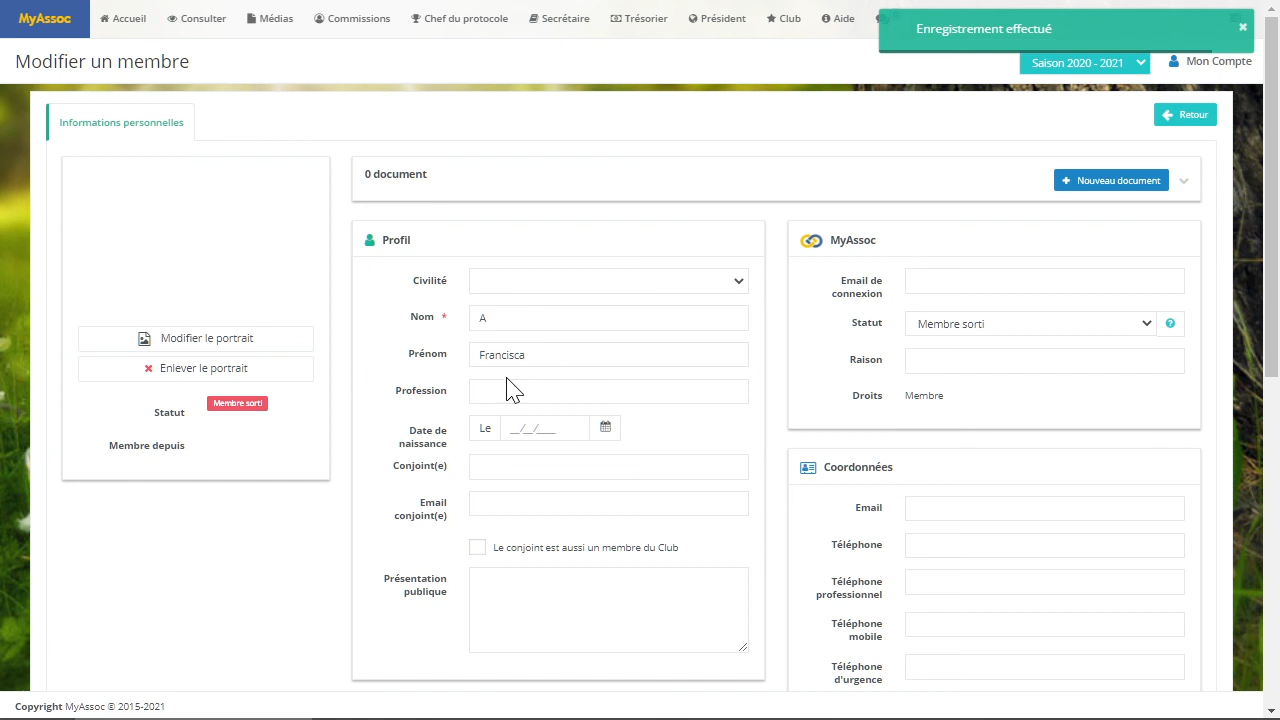 MyAssoc
Accueil
Consulter
Médias
Commissions
Chef du protocole
Secrétaire
Trésorier
Président
Club
Aide
Enregistrement effectué
Modifier un membre
Saison 2020 - 2021
Mon Compte
Informations personnelles
Retour
0 document
Nouveau document
Modifier le portrait
Enlever le portrait
Statut
Membre sorti
Membre depuis
Profil
Civilité
Nom *
A
Prénom
Francisca
Profession
Date de
naissance
Le
__/__/____
Conjoint(e)
Email
conjoint(e)
Le conjoint est aussi un membre du Club
Présentation
publique
MyAssoc
Email de
connexion
Statut
Membre sorti
?
Raison
Droits
Membre
Coordonnées
Email
Téléphone
Téléphone
professionnel
Téléphone
mobile
Téléphone
d'urgence
Copyright MyAssoc © 2015-2021